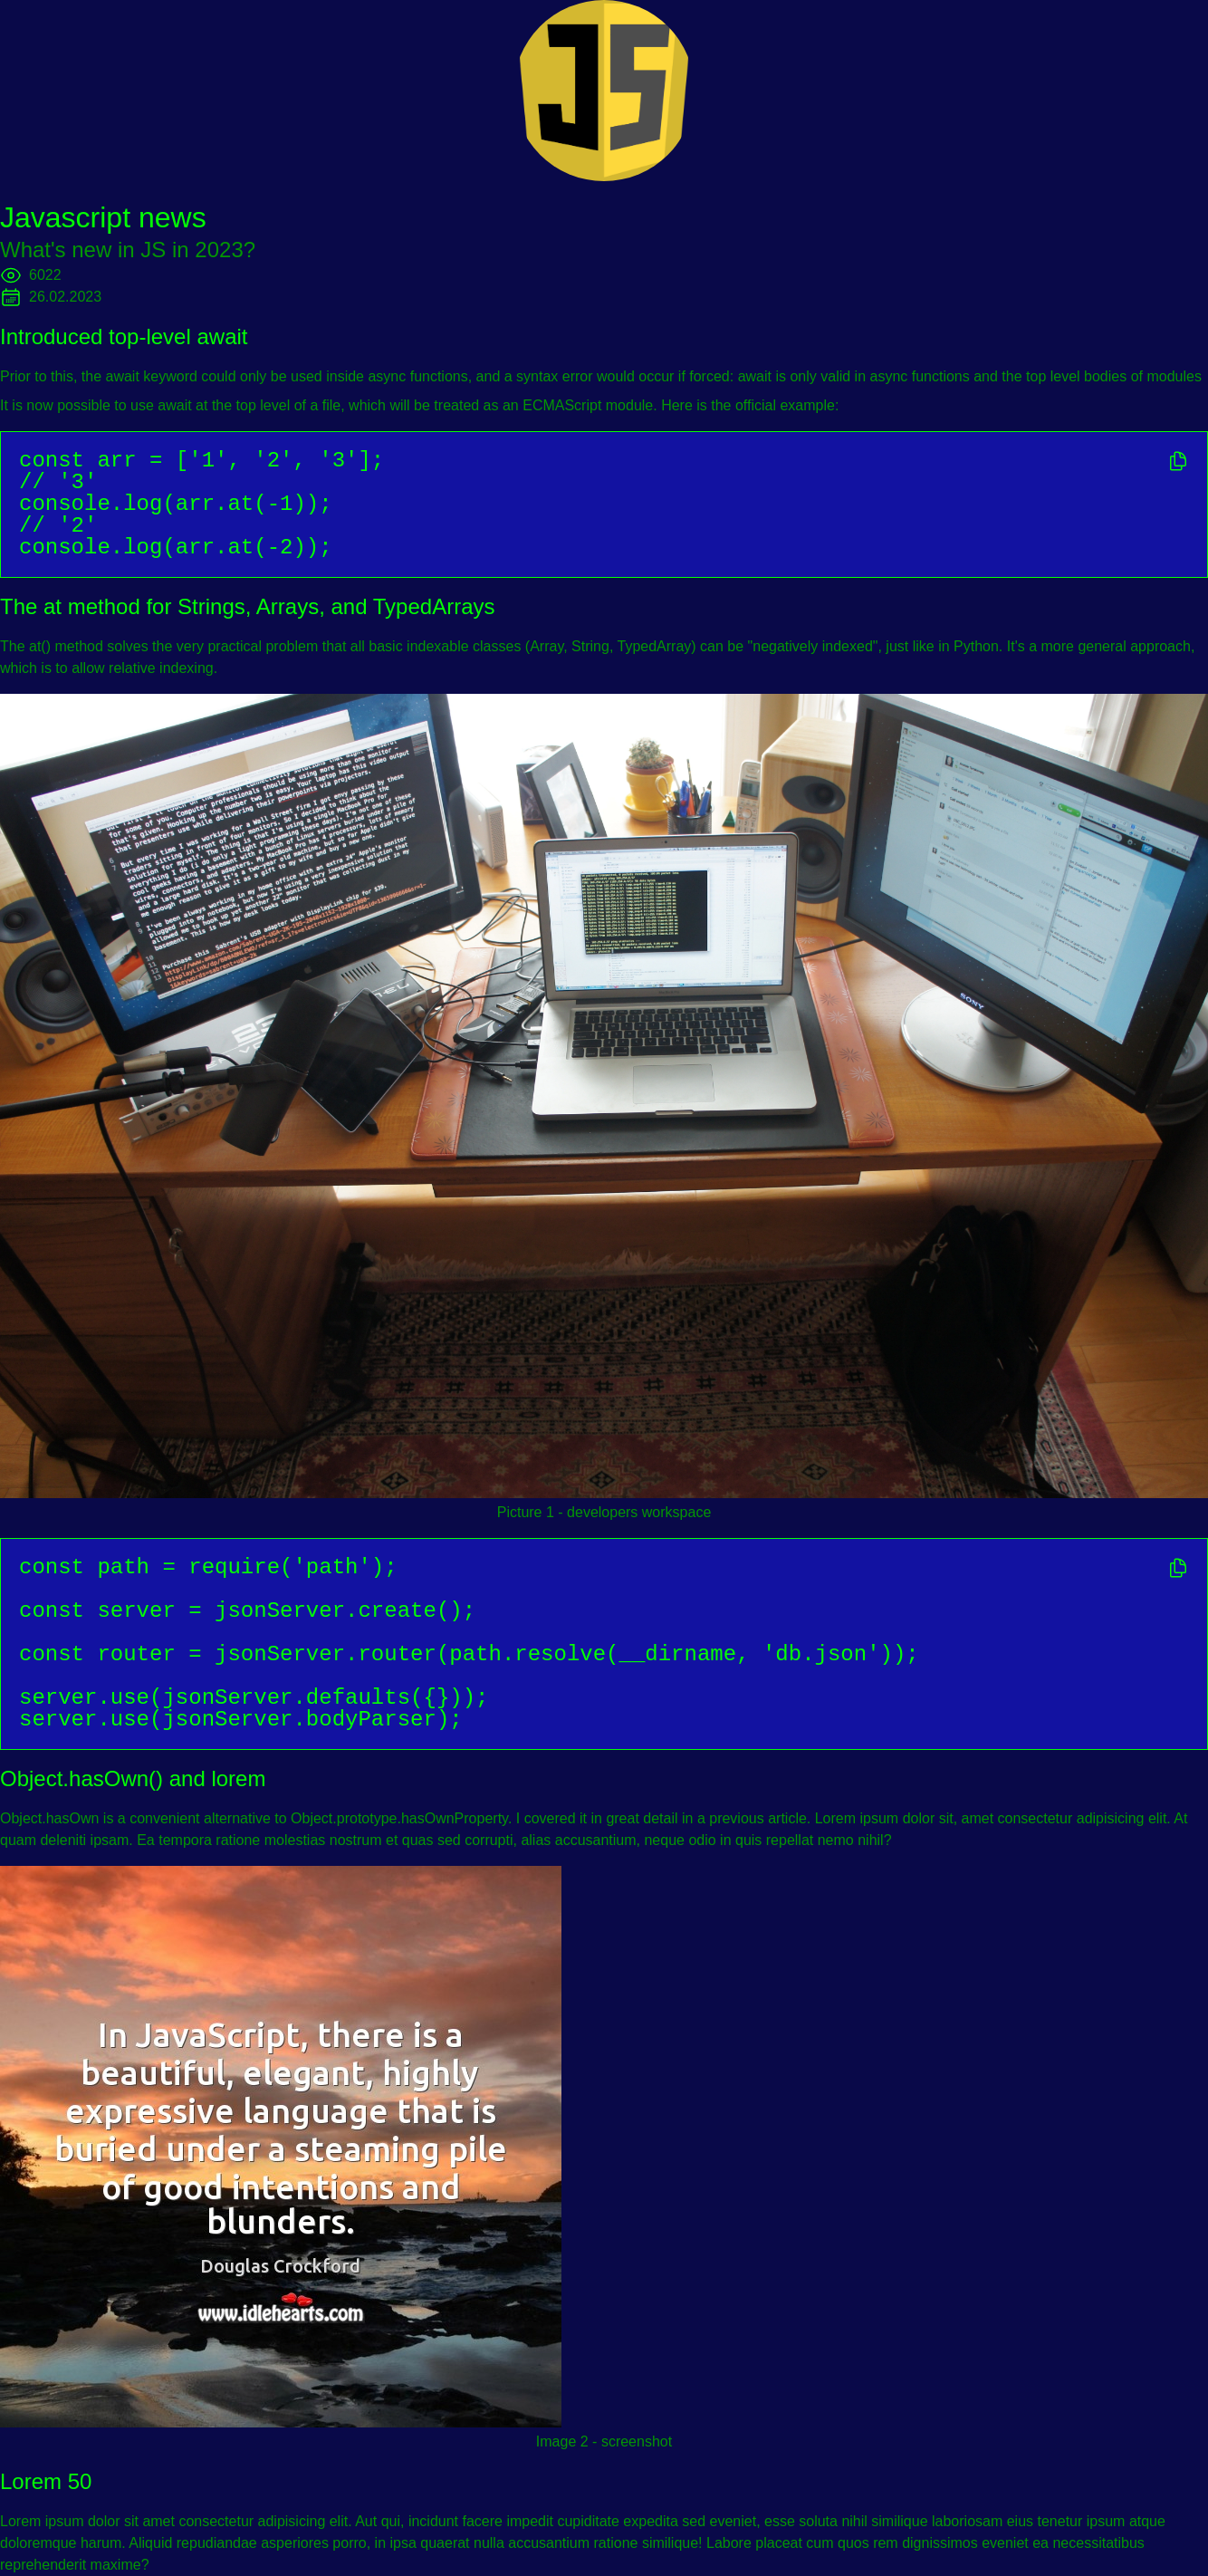 JS
Javascript news
What's new in JS in 2023?
6022
26.02.2023
Introduced top-level await
Prior to this, the await keyword could only be used inside async functions, and a syntax error would occur if forced: await is only valid in async functions and the top level bodies of modules
It is now possible to use await at the top level of a file, which will be treated as an ECMAScript module. Here is the official example:
const arr = ['1', '2', '3'];
// '3'
console.log(arr.at(-1));
// '2'
console.log(arr.at(-2));
The at method for Strings, Arrays, and TypedArrays
The at() method solves the very practical problem that all basic indexable classes (Array, String, TypedArray) can be "negatively indexed", just like in Python. It's a more general approach,
which is to allow relative indexing.
SONY
Picture 1 - developers workspace
const path = require('path');
const server = jsonServer.create();
const router = jsonServer.router(path.resolve(__dirname, 'db.json'));
server.use(jsonServer.defaults({}));
server.use(jsonServer.bodyParser);
Object.hasOwn() and lorem
Object.hasOwn is a convenient alternative to Object.prototype.hasOwnProperty. I covered it in great detail in a previous article. Lorem ipsum dolor sit, amet consectetur adipisicing elit. At
quam deleniti ipsam. Ea tempora ratione molestias nostrum et quas sed corrupti, alias accusantium, neque odio in quis repellat nemo nihil?
In JavaScript, there is a
beautiful, elegant, highly
expressive language that is
buried under a steaming pile
of good intentions and
blunders.
Douglas Crockford
www.idlehearts.com
Image 2 - screenshot
Lorem 50
Lorem ipsum dolor sit amet consectetur adipisicing elit. Aut qui, incidunt facere impedit cupiditate expedita sed eveniet, esse soluta nihil similique laboriosam eius tenetur ipsum atque
doloremque harum. Aliquid repudiandae asperiores porro, in ipsa quaerat nulla accusantium ratione similique! Labore placeat cum quos rem dignissimos eveniet ea necessitatibus
reprehenderit maxime?